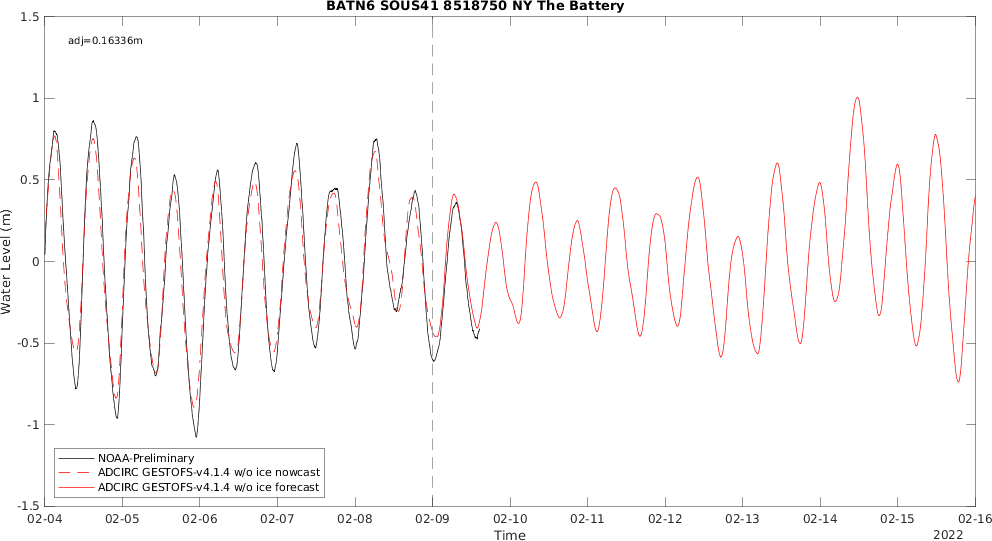 BATN6 SOUS41 8518750 NY The Battery
adj=0.16336m
1.5
1
0.5
0
-0.5
-1
-1.5
Water Level (m)
NOAA-Preliminary
ADCIRC GESTOFS-v4.1.4 w/o ice nowcast
ADCIRC GESTOFS-v4.1.4 w/o ice forecast
02-04 02-05 02-06 02-07 02-08 02-09 02-10 02-11 02-12 02-13 02-14 02-15 02-16
Time
2022